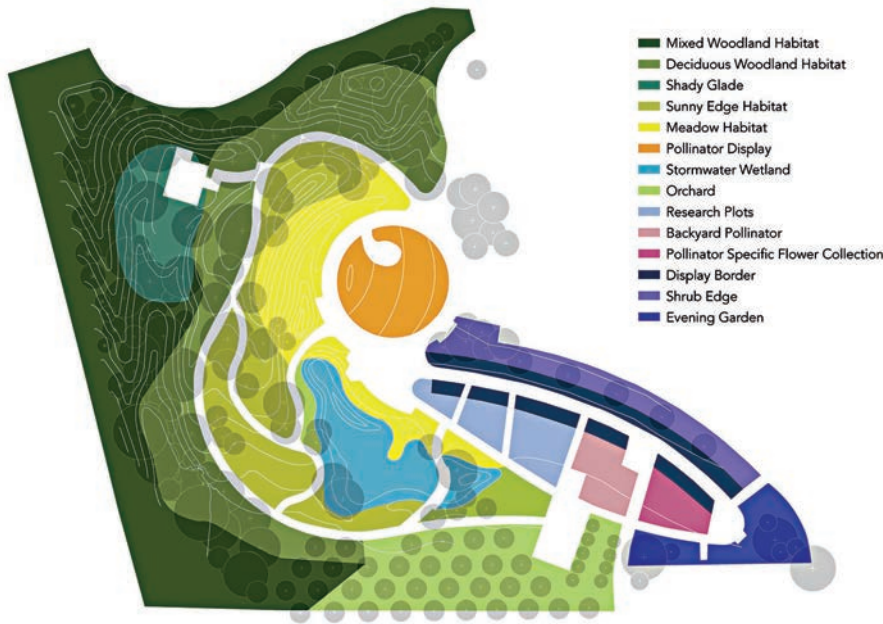 Mixed Woodland Habitat
Deciduous Woodland Habitat
Shady Glade
Sunny Edge Habitat
Meadow Habitat
Pollinator Display
Stormwater Wetland
Orchard
Research Plots
Backyard Pollinator
Pollinator Specific Flower Collection
Display Border
Shrub Edge
Evening Garden